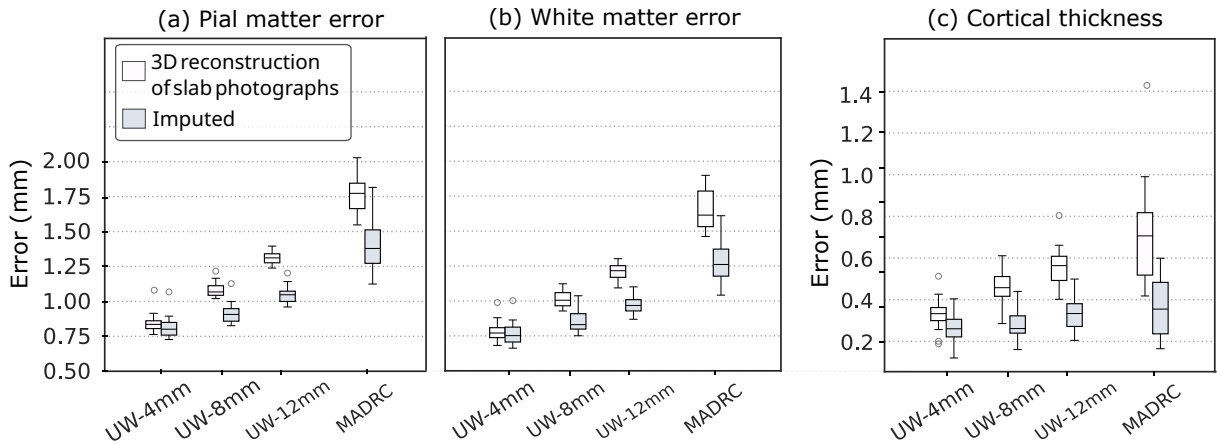 (a) Pial matter error
(b) White matter error
(c) Cortical thickness
3D reconstruction
of slab photographs
Imputed
Error (mm)
2.00
1.75
1.50
1.25
1.00
0.75
0.50
UW-4mm
UW-8mm
UW-12mm
MADRC
UW-4mm
UW-8mm
UW-12mm
MADRC
Error (mm)
1.4
1.2
1.0
0.8
0.6
0.4
0.2
UW-4mm
UW-8mm
UW-12mm
MADRC